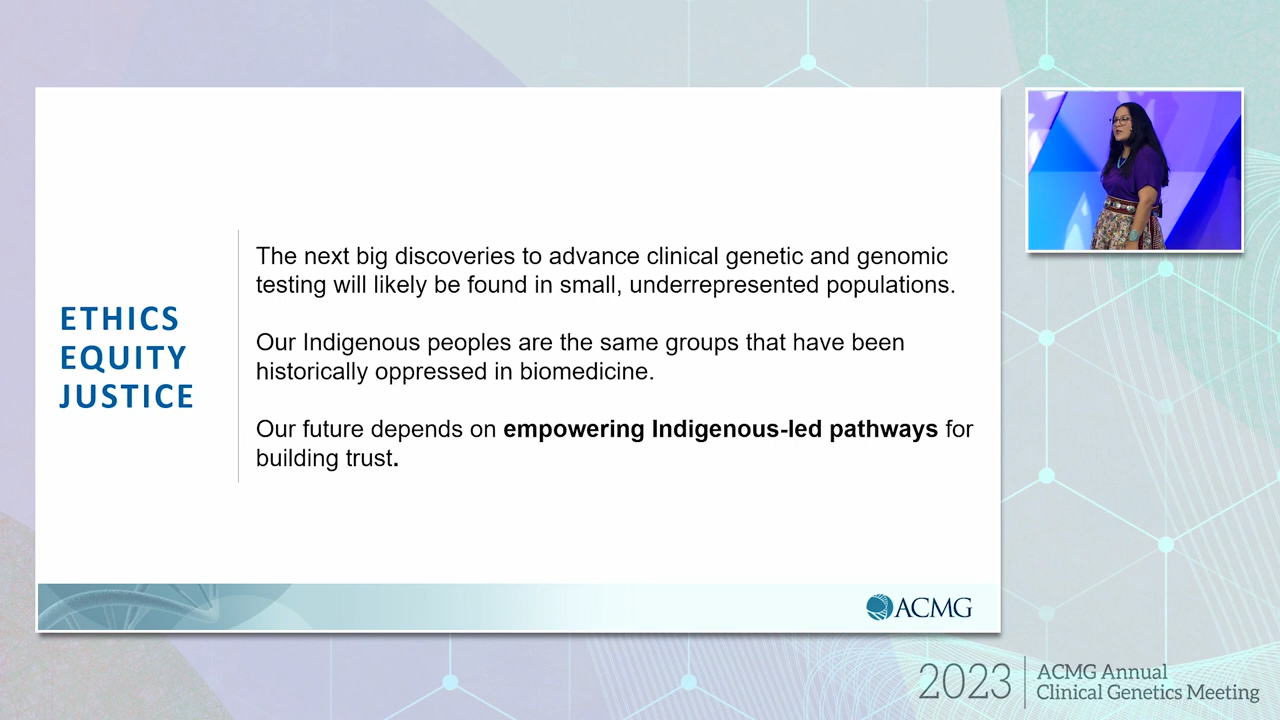 ETHICS
EQUITY
JUSTICE
The next big discoveries to advance clinical genetic and genomic
testing will likely be found in small, underrepresented populations.
Our Indigenous peoples are the same groups that have been
historically oppressed in biomedicine.
Our future depends on empowering Indigenous-led pathways for
building trust.
ACMG
2023
ACMG Annual
Clinical Genetics Meeting